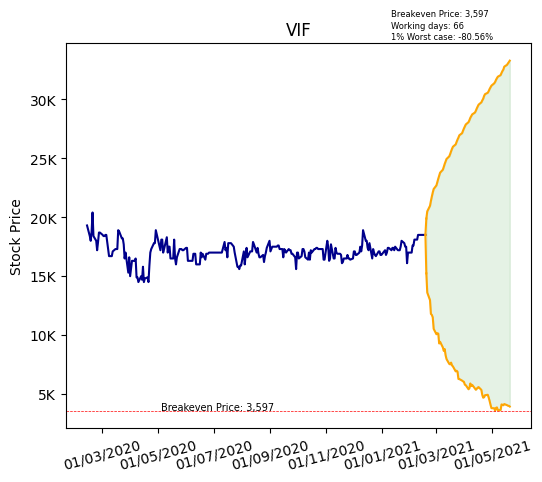 Breakeven Price: 3,597
Working days: 66
1% Worst case: -80.56%
VIF
Stock Price
30K
25K
20K
15K
10K
5K
Breakeven Price: 3,597
01/03/2020
01/05/2020
01/07/2020
01/09/2020
01/11/2020
01/01/2021
01/03/2021
01/05/2021